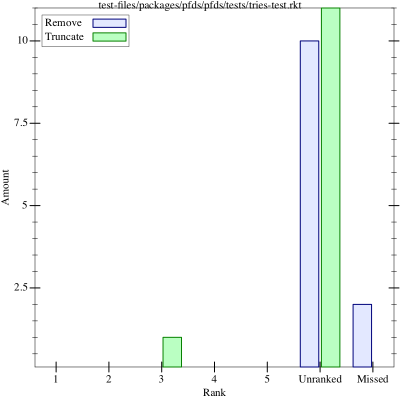 test-files/packages/pfds/pfds/tests/tries-test.rkt
Remove
Truncate
10
7.5
5
2.5
Amount
1 2 3 4 5 Unranked Missed
Rank